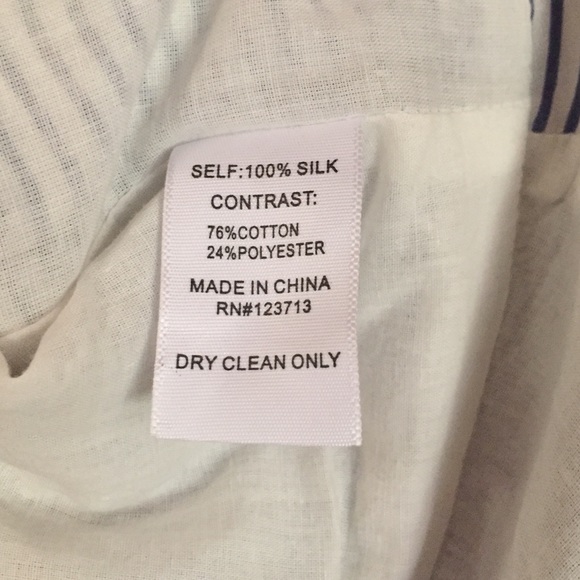 SELF:100% SILK
CONTRAST:
76%COTTON
24%POLYESTER
MADE IN CHINA
RN#123713
DRY CLEAN ONLY